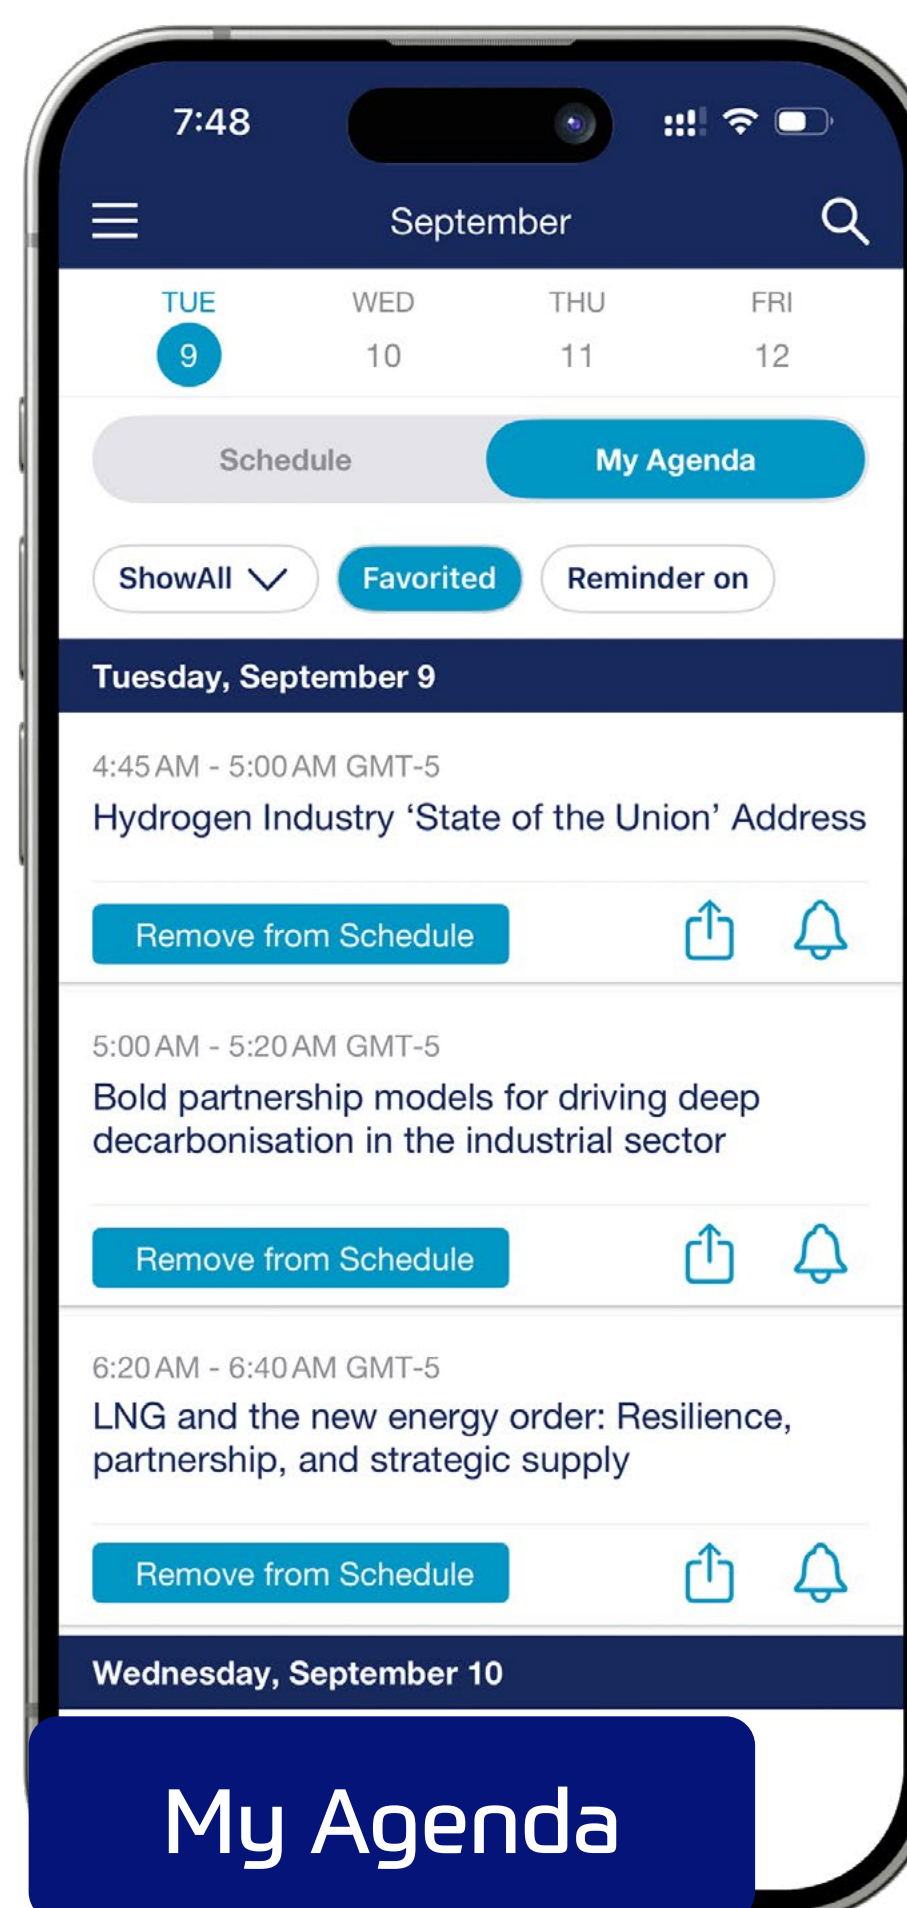 7:48
September
TUE WED THU FRI
9 10 11 12
Schedule My Agenda
ShowAll Favorited Reminder on
Tuesday, September 9
4:45 AM - 5:00 AM GMT-5
Hydrogen Industry ‘State of the Union’ Address
Remove from Schedule
5:00 AM - 5:20 AM GMT-5
Bold partnership models for driving deep
decarbonisation in the industrial sector
Remove from Schedule
6:20 AM - 6:40 AM GMT-5
LNG and the new energy order: Resilience,
partnership, and strategic supply
Remove from Schedule
Wednesday, September 10
My Agenda